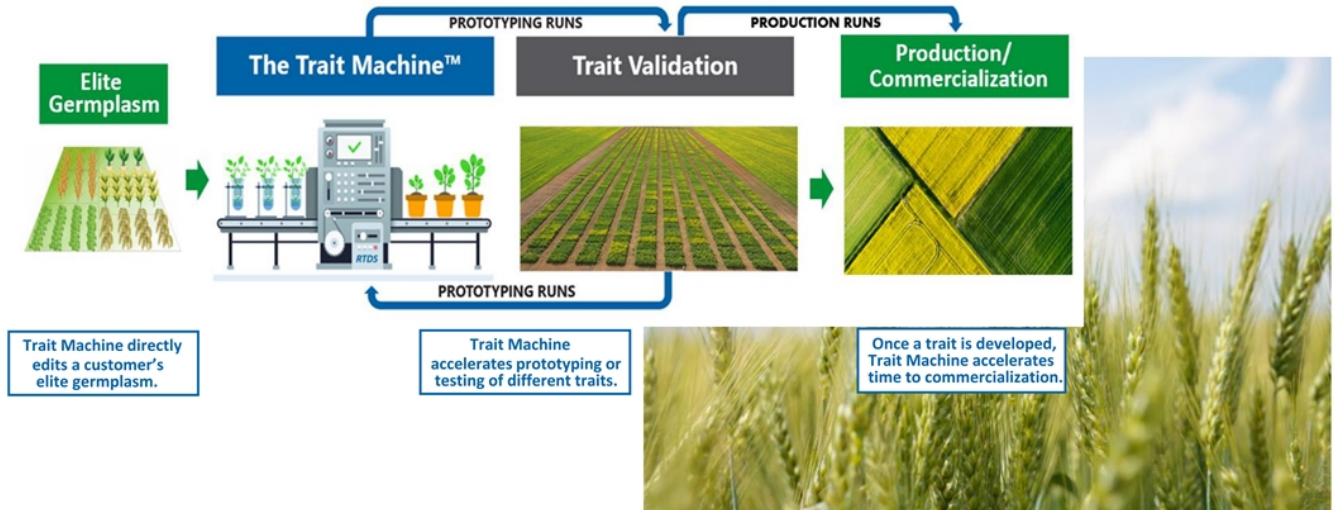 PROTOTYPING RUNS
PRODUCTION RUNS
Elite
Germplasm
The Trait Machine™
Trait Validation
Production/
Commercialization
RTDS
PROTOTYPING RUNS
Trait Machine directly
edits a customer's
elite germplasm.
Trait Machine
accelerates prototyping or
testing of different traits.
Once a trait is developed,
Trait Machine accelerates
time to commercialization.